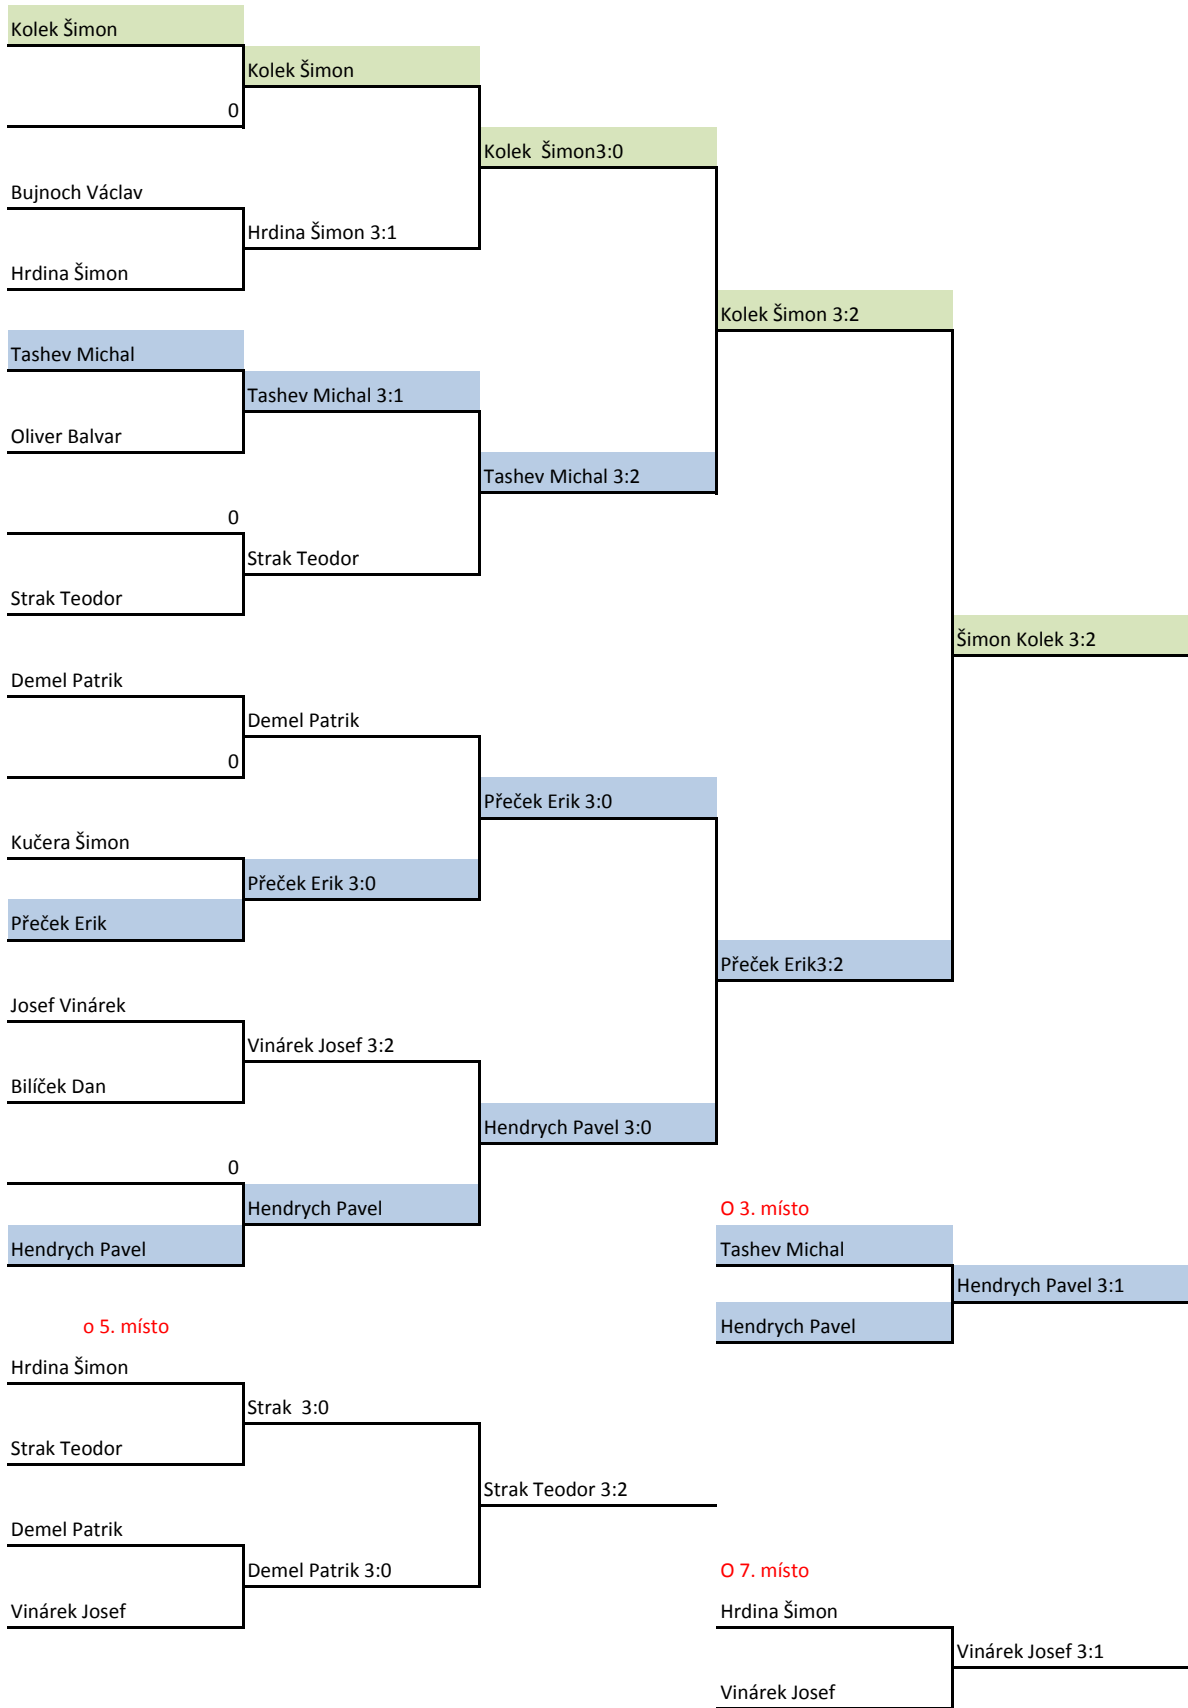 Kolek Šimon
Kolek Šimon
0
Kolek  Šimon3:0
Bujnoch Václav
Hrdina Šimon 3:1
Hrdina Šimon
Kolek Šimon 3:2
Tashev Michal
Tashev Michal 3:1
Oliver Balvar
Tashev Michal 3:2
0
Strak Teodor
Strak Teodor
Šimon Kolek 3:2
Demel Patrik
Demel Patrik
0
Přeček Erik 3:0
Kučera Šimon
Přeček Erik 3:0
Přeček Erik
Přeček Erik3:2
Josef Vinárek
Vinárek Josef 3:2
Bilíček Dan
Hendrych Pavel 3:0
0
Hendrych Pavel
Hendrych Pavel
O 3. místo
Tashev Michal
Hendrych Pavel 3:1
Hendrych Pavel
o 5. místo
Hrdina Šimon
Strak  3:0
Strak Teodor
Strak Teodor 3:2
Demel Patrik
Demel Patrik 3:0
Vinárek Josef
O 7. místo
Hrdina Šimon
Vinárek Josef 3:1
Vinárek Josef